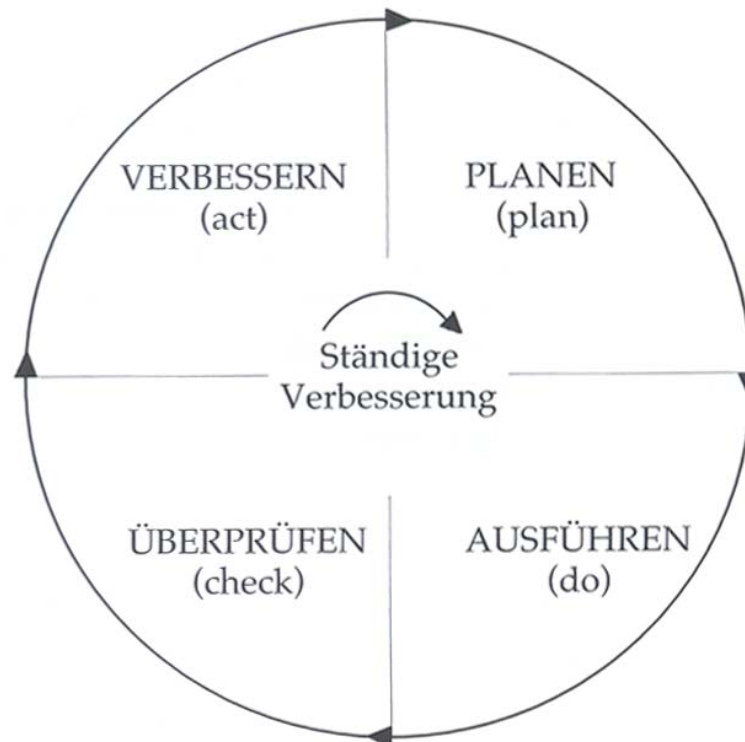 VERBESSERN
(act)
PLANEN
(plan)
Ständige
Verbesserung
ÜBERPRÜFEN
(check)
AUSFÜHREN
(do)